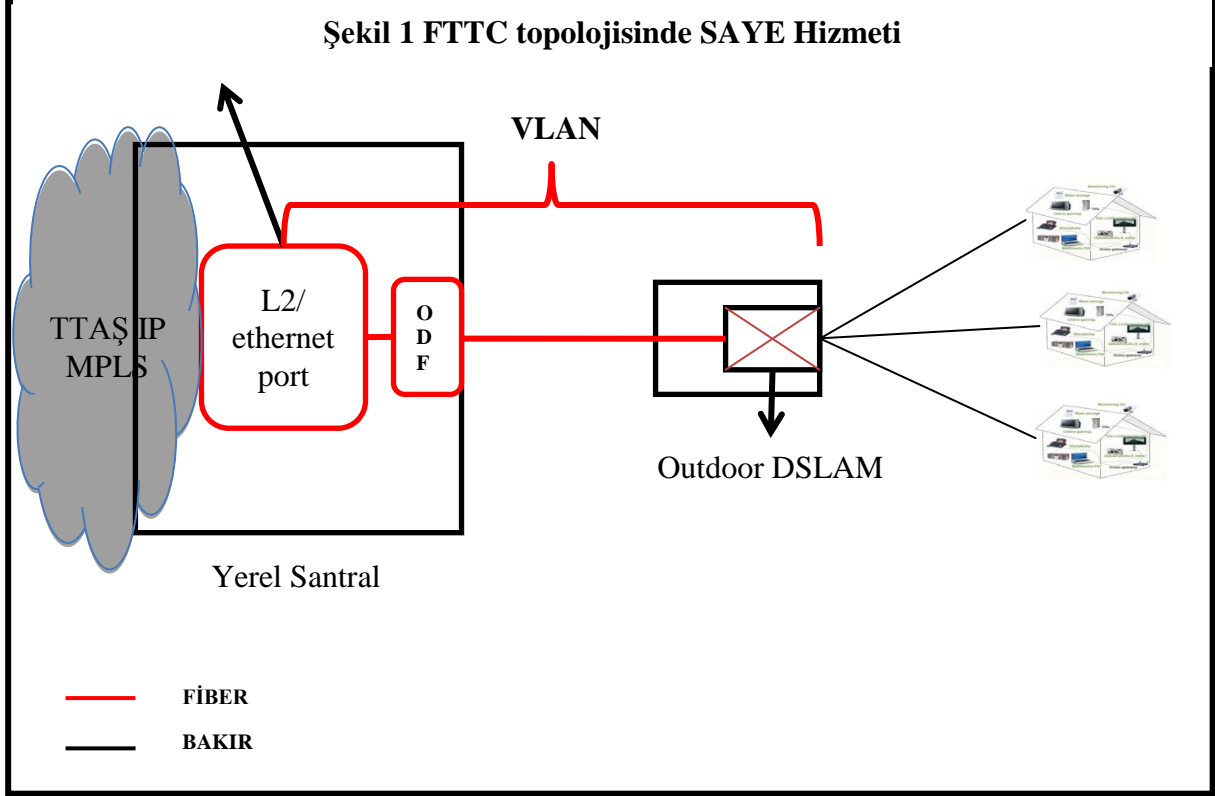 Şekil 1 FTTC topolojisinde SAYE Hizmeti
VLAN
TTAŞ IP
MPLS
L2/
ethernet
port
O
D
F
Outdoor DSLAM
Yerel Santral
FİBER
BAKIR